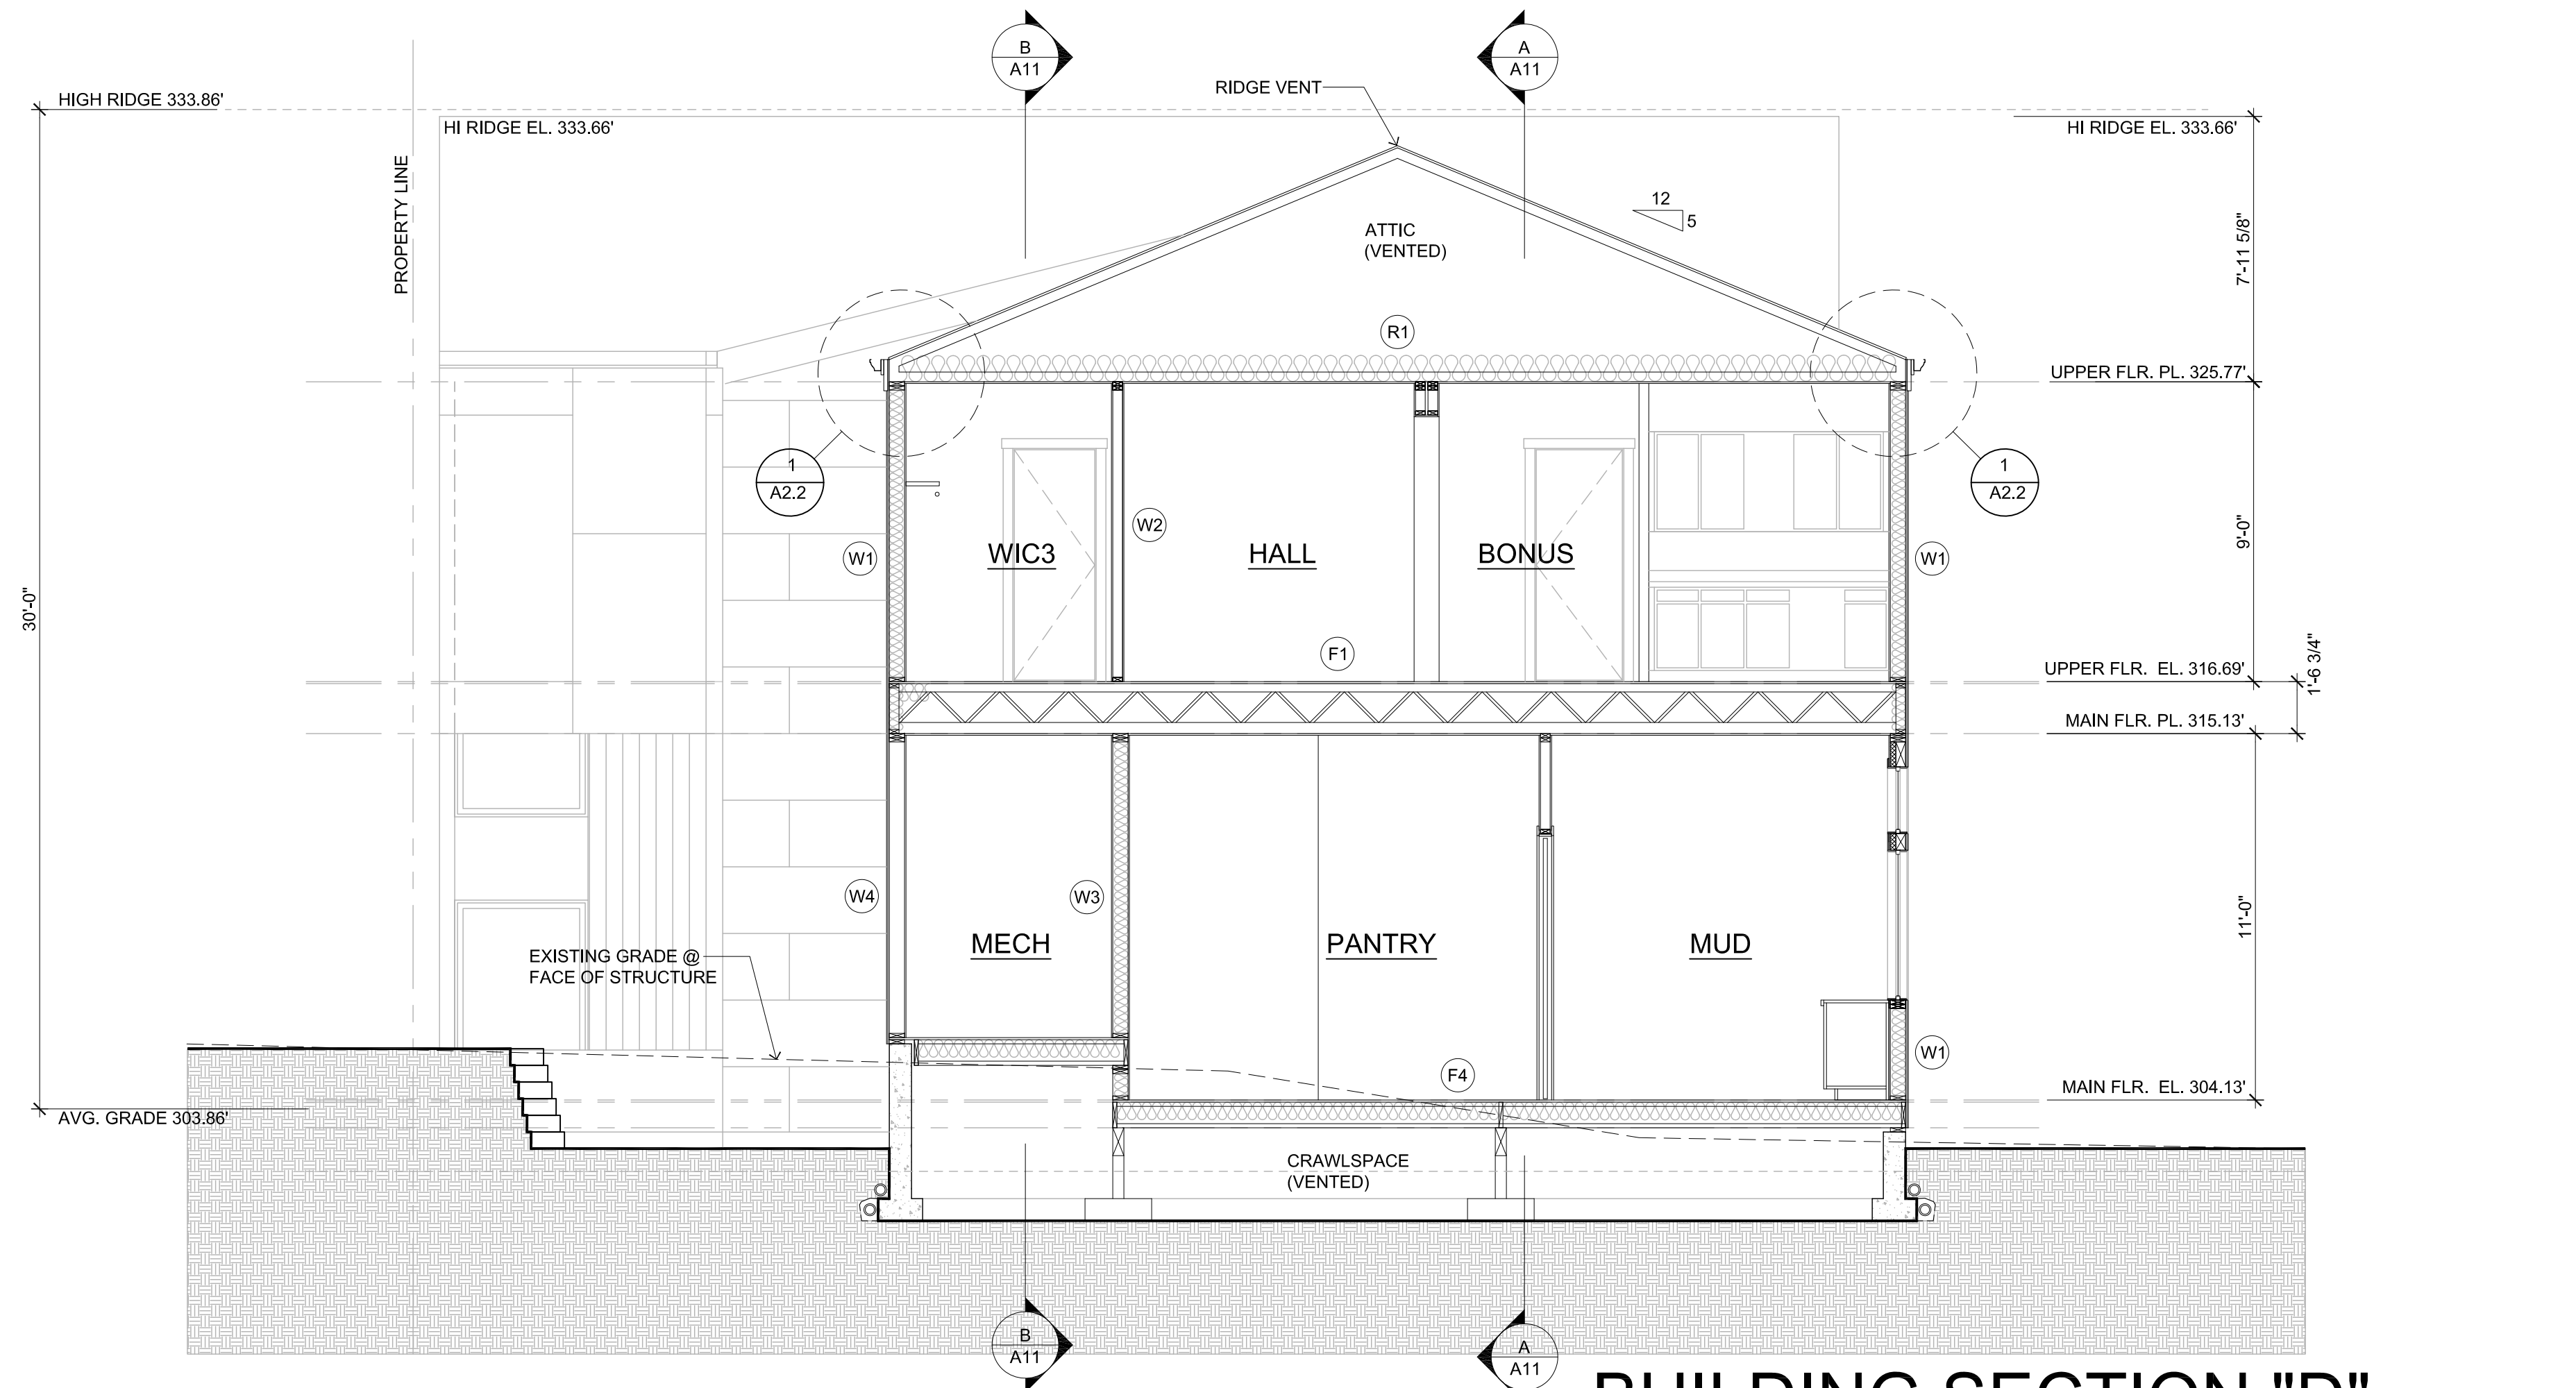 B
A11
A
A11
RIDGE VENT
HIGH RIDGE 333.86'
HI RIDGE EL. 333.66'
HI RIDGE EL. 333.66'
PROPERTY LINE
12
5
ATTIC
(VENTED)
7'-11 5/8"
R1
UPPER FLR. PL. 325.77'
1
A2.2
1
A2.2
W1
WIC3
W2
HALL
BONUS
W1
9'-0"
30'-0"
F1
UPPER FLR. EL. 316.69'
1'-6 3/4"
MAIN FLR. PL. 315.13'
W4
W3
MECH
PANTRY
MUD
11'-0"
EXISTING GRADE @
FACE OF STRUCTURE
W1
F4
MAIN FLR. EL. 304.13'
AVG. GRADE 303.86'
CRAWLSPACE
(VENTED)
B
A11
A
A11